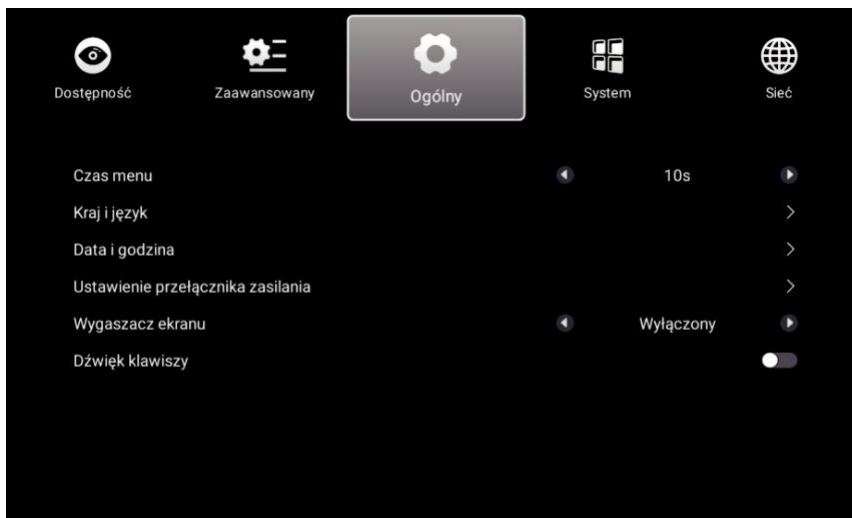 Dostępność
Zaawansowany
Ogólny
System
Sieć
Czas menu 10s
Kraj i język
Data i godzina
Ustawienie przełącznika zasilania
Wygaszacz ekranu Wyłączony
Dźwięk klawiszy